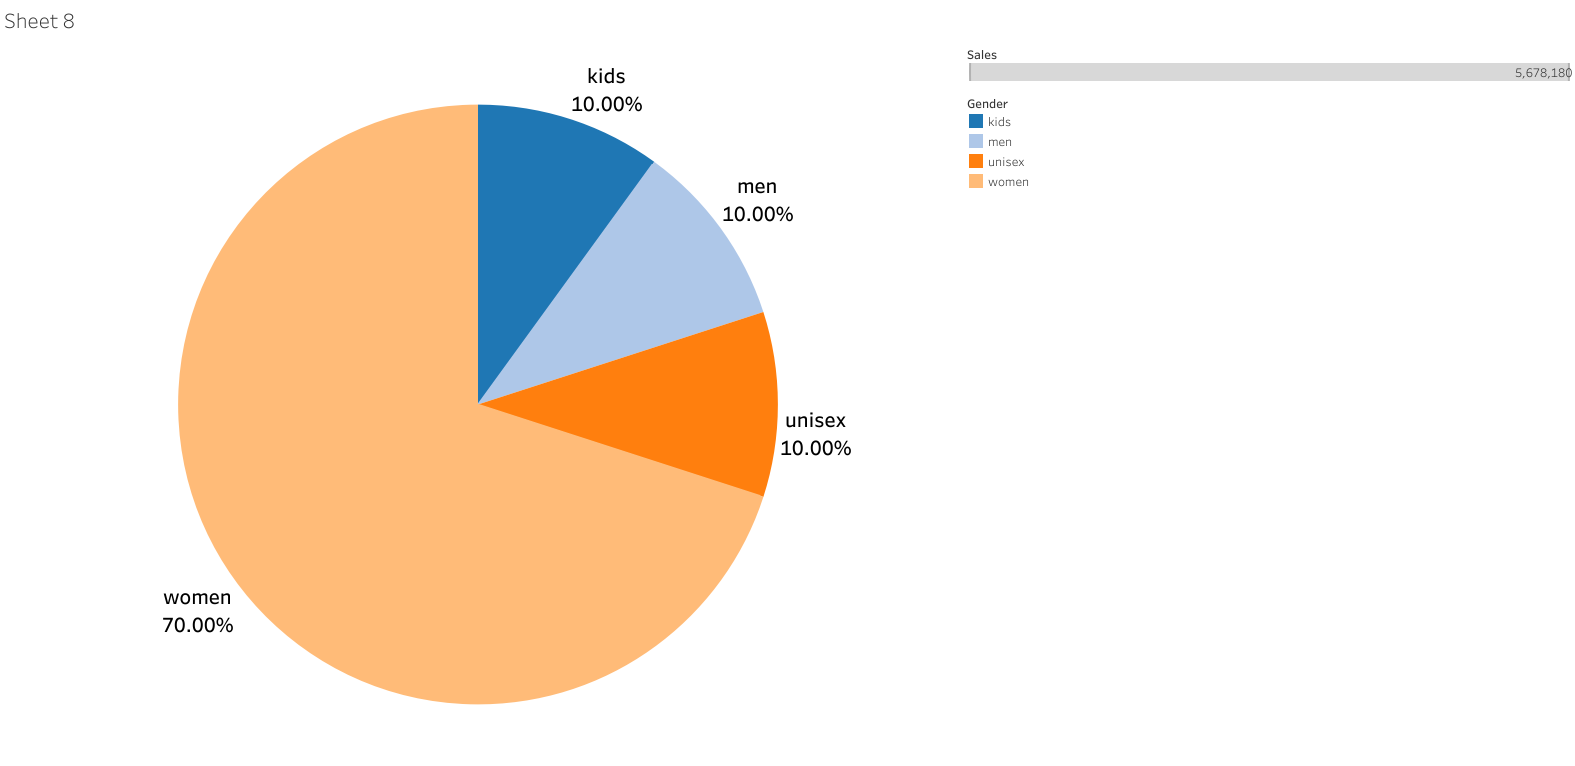 Sheet 8
kids
10.00%
men
10.00%
unisex
10.00%
women
70.00%
Sales
5,678,180
Gender
kids
men
unisex
women